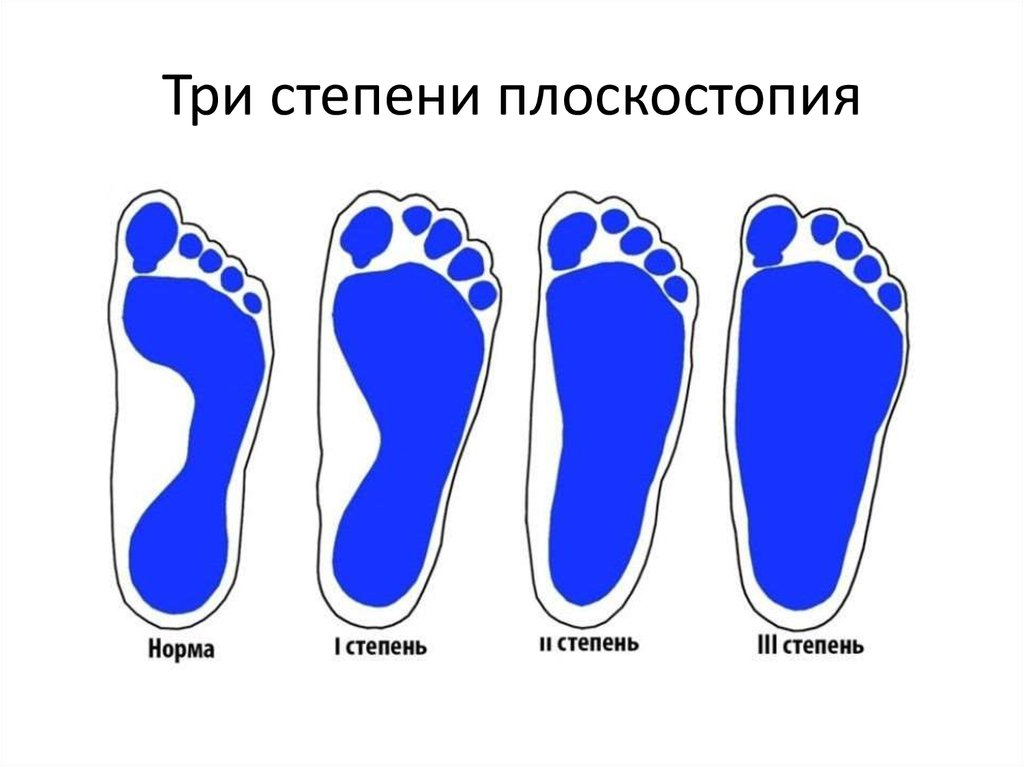 Три степени плоскостопия
Норма
I степень
II степень
III степень